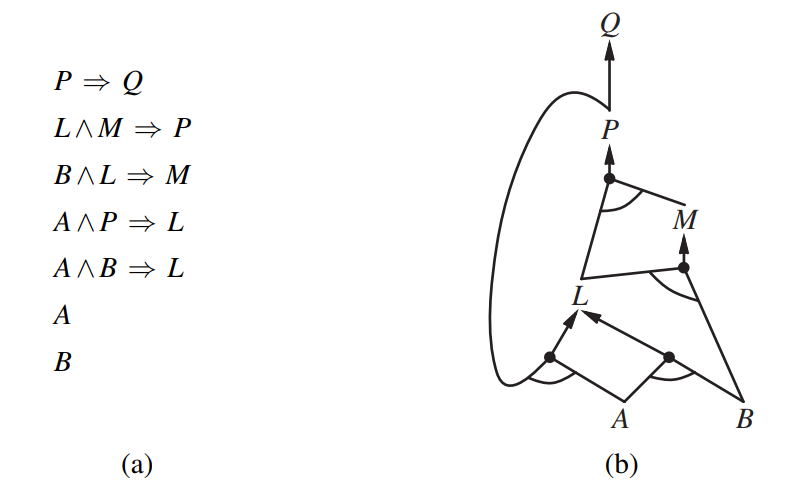 P ⇒ Q
L ∧ M ⇒ P
B ∧ L ⇒ M
A ∧ P ⇒ L
A ∧ B ⇒ L
A
B
(a)
Q
P
M
L
A
B
(b)